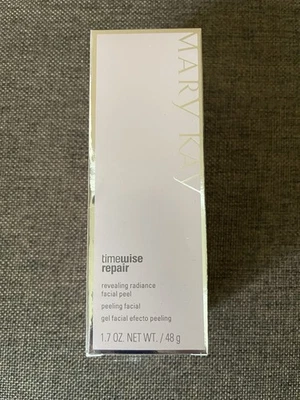 MARY KAY
timewise
repair
revealing radiance
facial peel
peeling facial
gel facial efecto peeling
1.7 OZ. NET WT. / 48 g